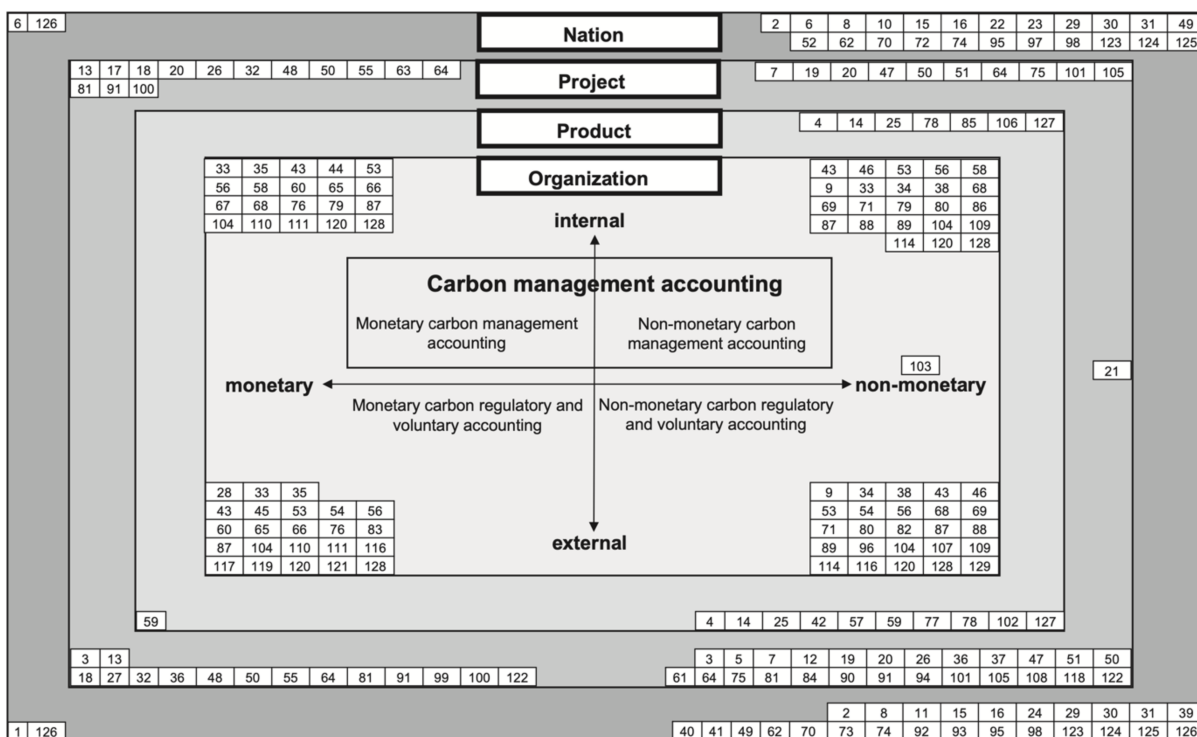 6 126
Nation
2 6 8 10 15 16 22 23 29 30 31 49
52 62 70 72 74 95 97 98 123 124 125
13 17 18 20 26 32 48 50 55 63 64
81 91 100
Project
7 19 20 47 50 51 64 75 101 105
Product
4 14 25 78 85 106 127
33 35 43 44 53
56 58 60 65 66
67 68 76 79 87
104 110 111 120 128
Organization
43 46 53 56 58
9 33 34 38 68
69 71 79 80 86
87 88 89 104 109
114 120 128
internal
Carbon management accounting
Monetary carbon management
accounting
Non-monetary carbon
management accounting
103
21
monetary
non-monetary
Monetary carbon regulatory and
voluntary accounting
Non-monetary carbon regulatory
and voluntary accounting
28 33 35
43 45 53 54 56
60 65 66 76 83
87 104 110 111 116
117 119 120 121 128
external
9 34 38 43 46
53 54 56 68 69
71 80 82 87 88
89 96 104 107 109
114 116 120 128 129
59
4 14 25 42 57 59 77 78 102 127
3 13
18 27 32 36 48 50 55 64 81 91 99 100 122
3 5 7 12 19 20 26 36 37 47 51 50
61 64 75 81 84 90 91 94 101 105 108 118 122
1 126
2 8 11 15 16 24 29 30 31 39
40 41 49 62 70 73 74 92 93 95 98 123 124 125 126